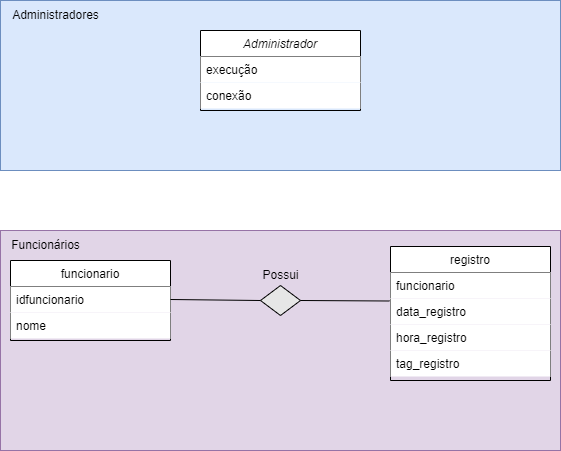 Administradores
Administrador
execução
conexão
Funcionários
funcionario
idfuncionario
nome
Possui
registro
funcionario
data_registro
hora_registro
tag_registro